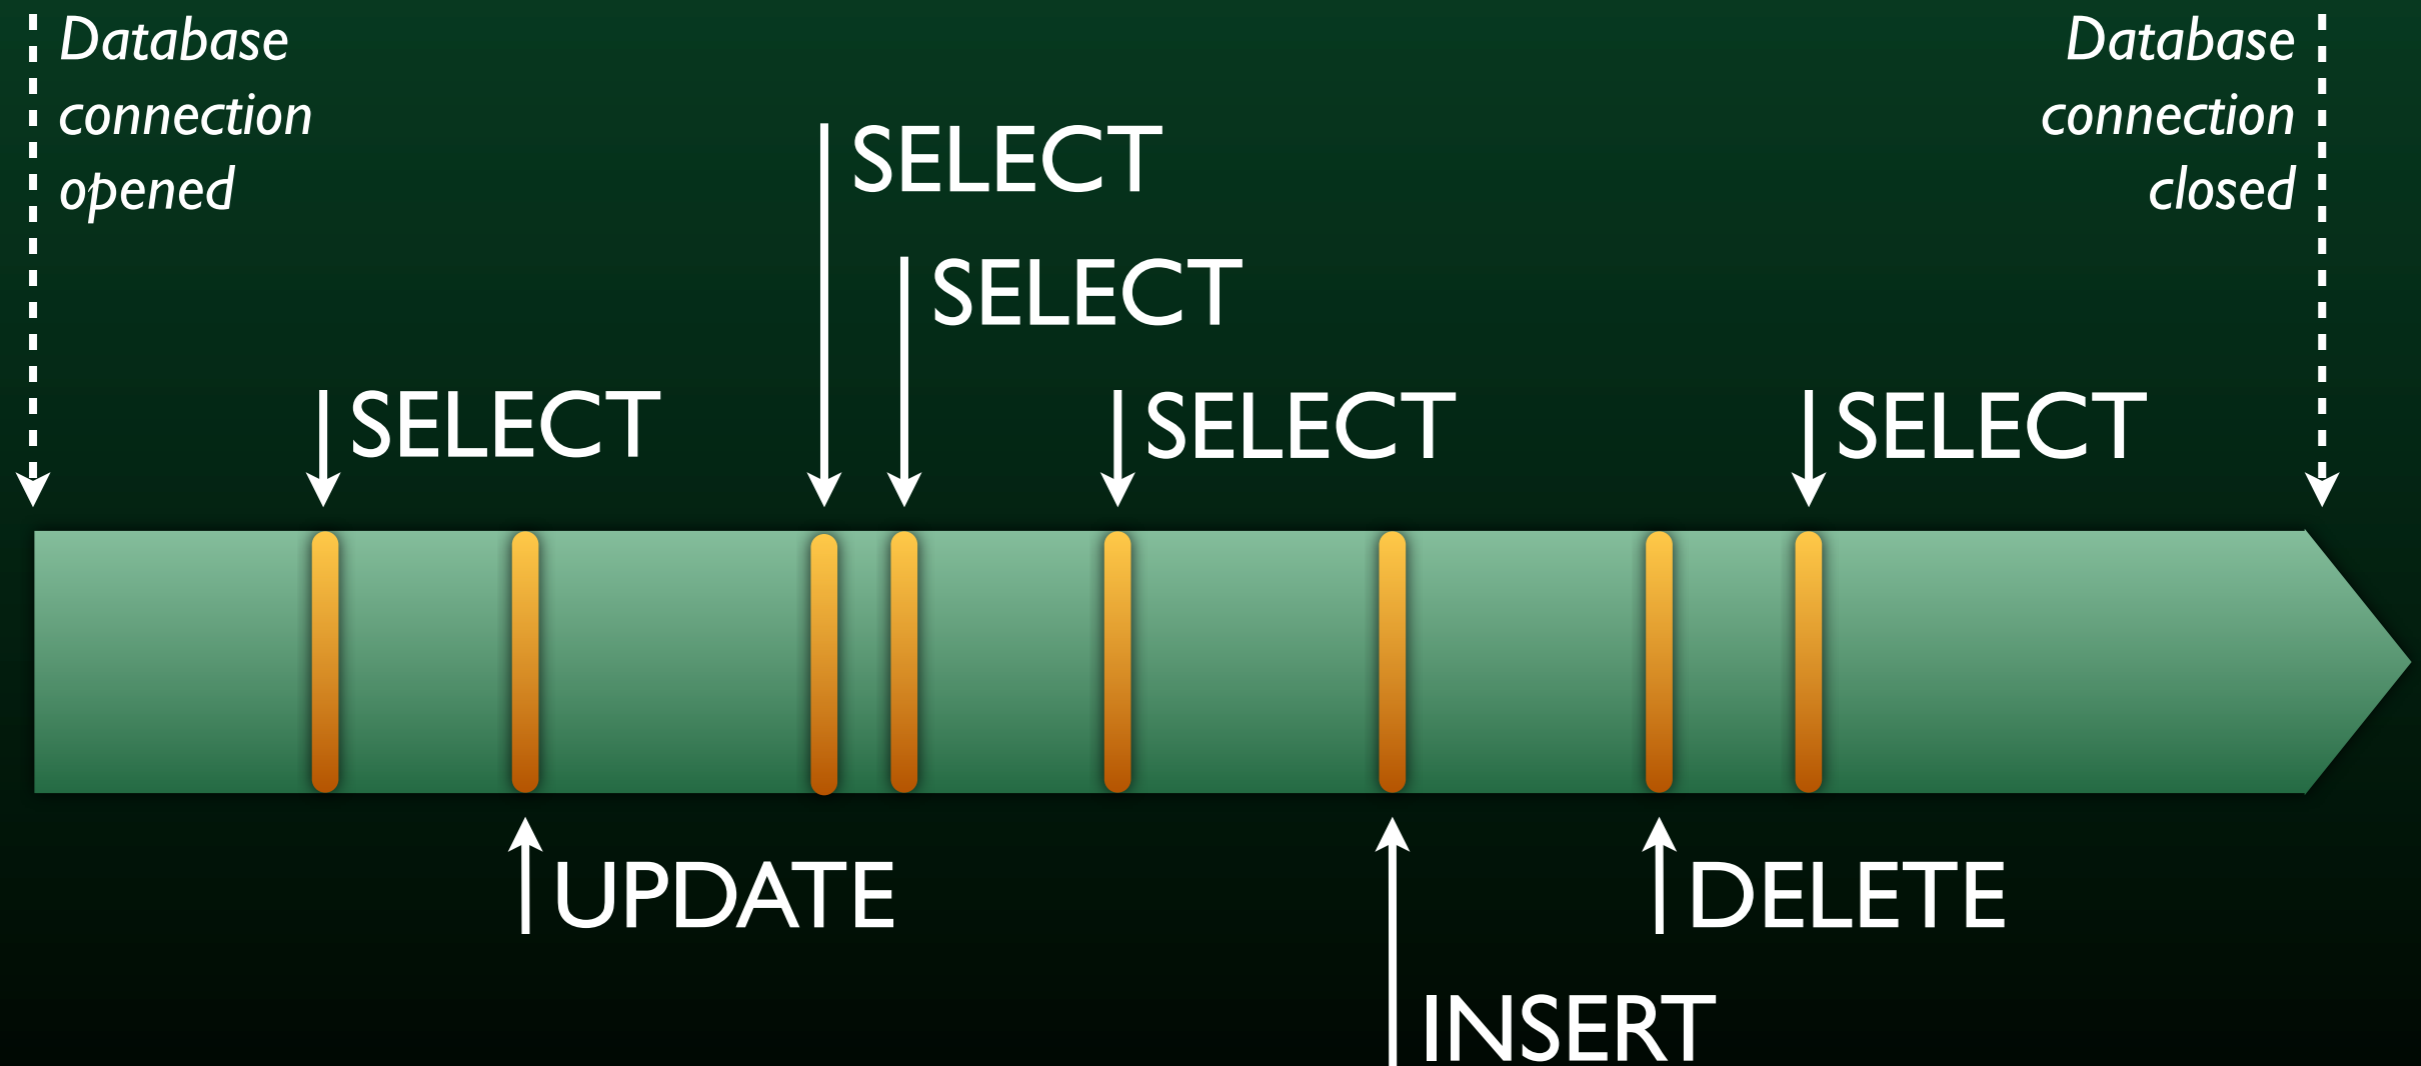 Database
connection
opened
Database
connection
closed
SELECT
SELECT
SELECT
SELECT
SELECT
UPDATE
DELETE
INSERT